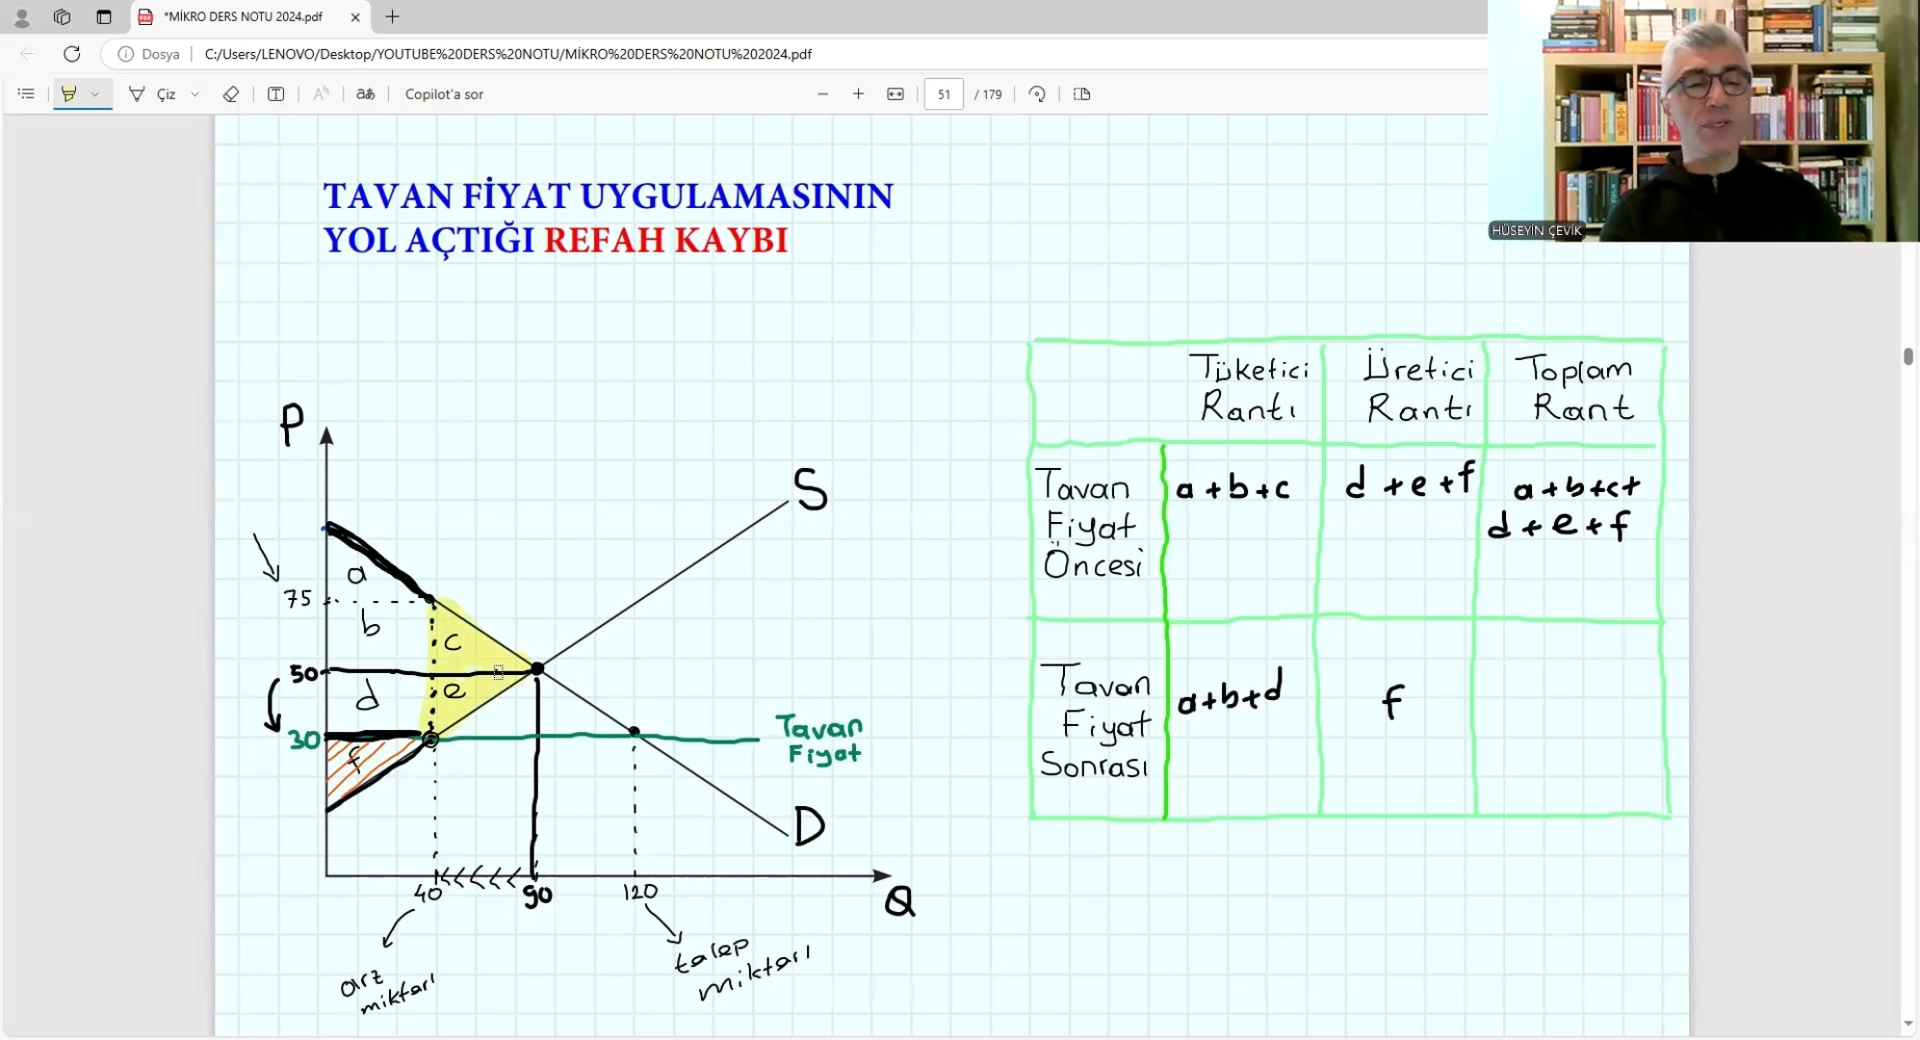 *MİKRO DERS NOTU 2024.pdf
Dosya
C:/Users/LENOVO/Desktop/YOUTUBE%20DERS%20NOTU/MİKRO%20DERS%20NOTU%202024.pdf
Çiz
aあ
Copilot'a sor
51 / 179
HÜSEYİN ÇEVİK
TAVAN FİYAT UYGULAMASININ
YOL AÇTIĞI REFAH KAYBI
P
S
a
75
b
c
50
d
e
30
f
Tavan
Fiyat
D
40
90
120
Q
arz
miktarı
talep
miktarı
Tüketici
Rantı
Üretici
Rantı
Toplam
Rant
Tavan
Fiyat
Öncesi
a+b+c
d+e+f
a+b+c+
d+e+f
Tavan
Fiyat
Sonrası
a+b+d
f